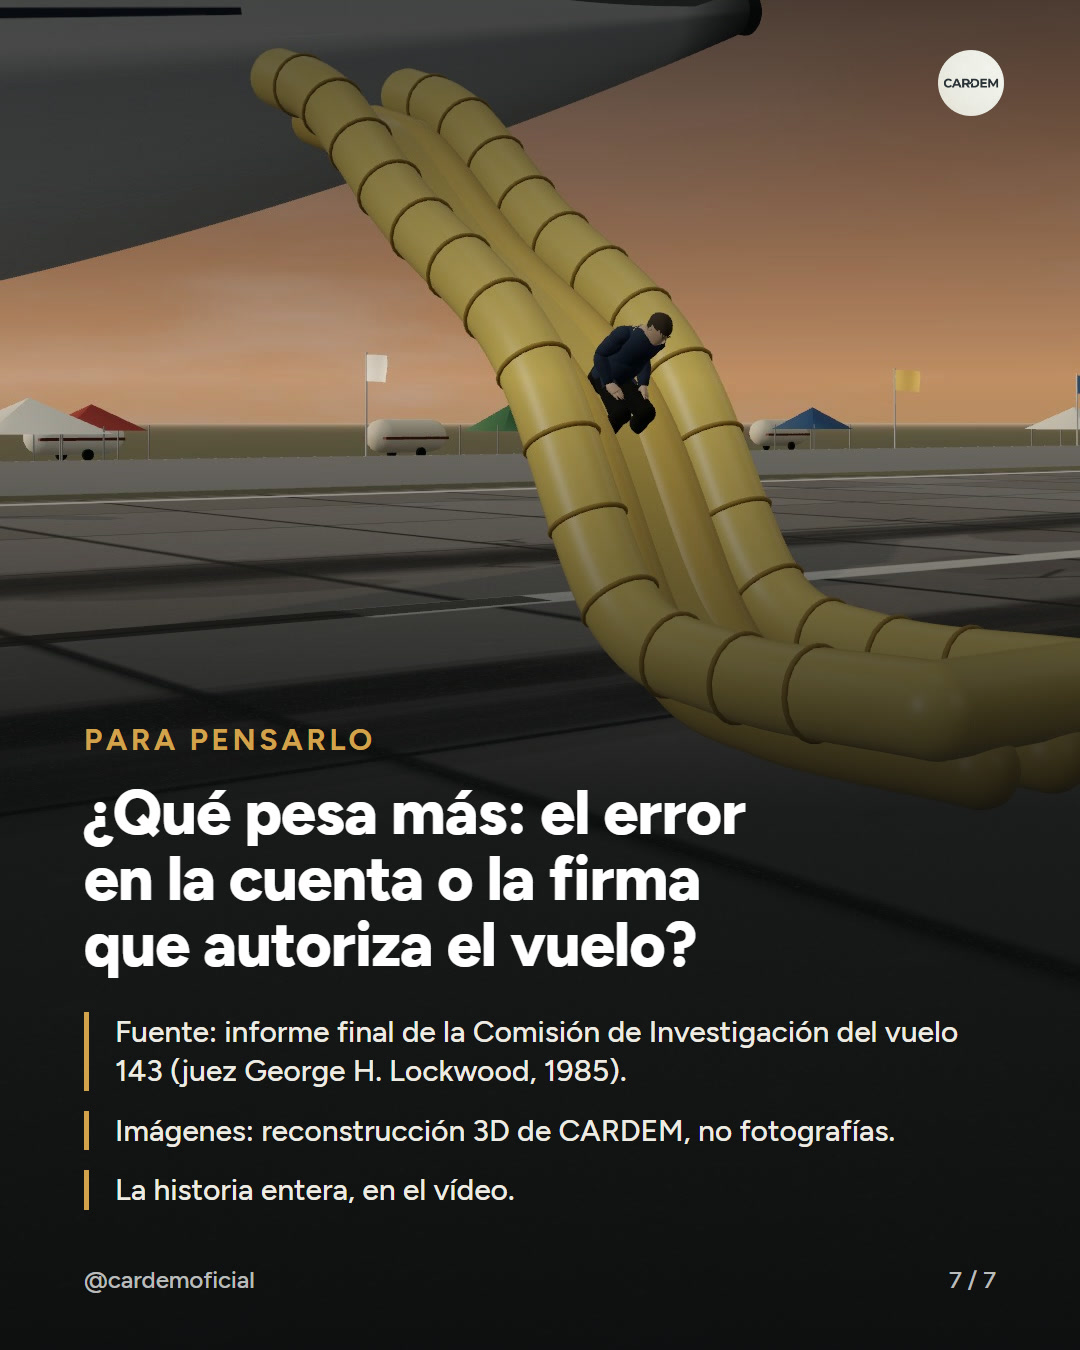 CARDEM
PARA PENSARLO
¿Qué pesa más: el error
en la cuenta o la firma
que autoriza el vuelo?
Fuente: informe final de la Comisión de Investigación del vuelo
143 (juez George H. Lockwood, 1985).
Imágenes: reconstrucción 3D de CARDEM, no fotografías.
La historia entera, en el vídeo.
@cardemoficial
7 / 7